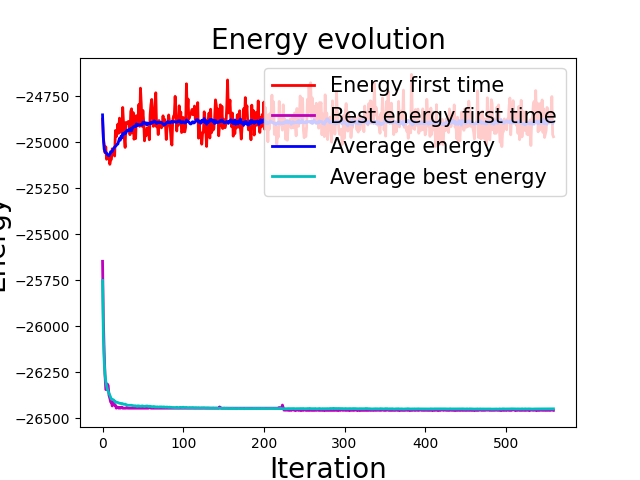 Energy evolution
Energy first time
Best energy first time
Average energy
Average best energy
−24750
−25000
−25250
−25500
−25750
−26000
−26250
−26500
Energy
0 100 200 300 400 500
Iteration